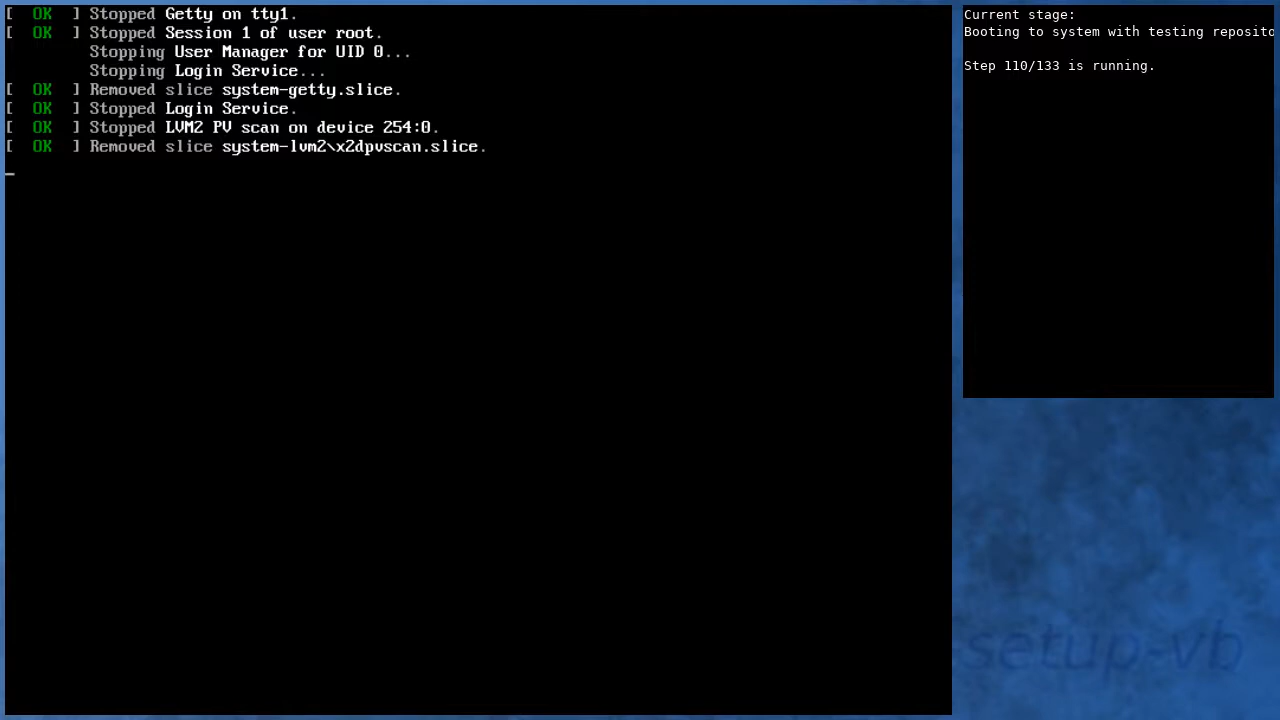 [  OK  ] Stopped Getty on tty1.
[  OK  ] Stopped Session 1 of user root.
Stopping User Manager for UID 0...
Stopping Login Service...
[  OK  ] Removed slice system-getty.slice.
[  OK  ] Stopped Login Service.
[  OK  ] Stopped LVM2 PV scan on device 254:0.
[  OK  ] Removed slice system-lvm2\x2dpvscan.slice.
Current stage:
Booting to system with testing reposito
Step 110/133 is running.
setup-vb